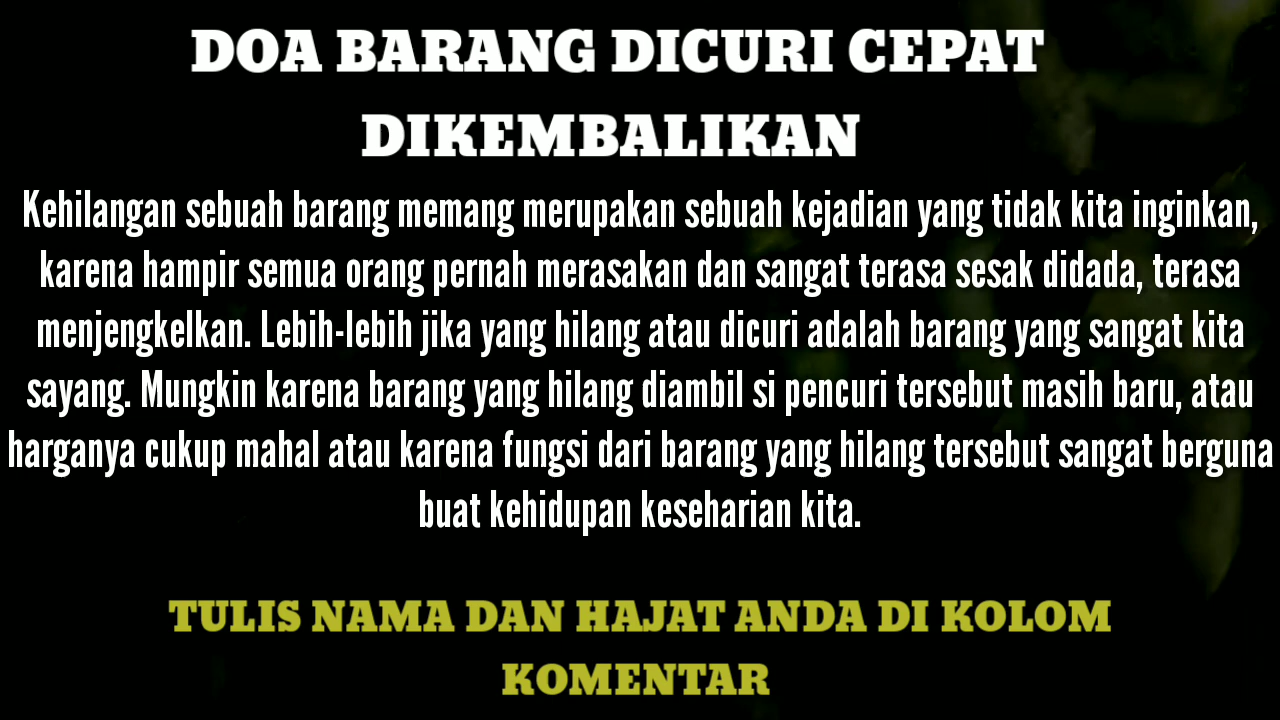 DOA BARANG DICURI CEPAT
DIKEMBALIKAN
Kehilangan sebuah barang memang merupakan sebuah kejadian yang tidak kita inginkan,
karena hampir semua orang pernah merasakan dan sangat terasa sesak didada, terasa
menjengkelkan. Lebih-lebih jika yang hilang atau dicuri adalah barang yang sangat kita
sayang. Mungkin karena barang yang hilang diambil si pencuri tersebut masih baru, atau
harganya cukup mahal atau karena fungsi dari barang yang hilang tersebut sangat berguna
buat kehidupan keseharian kita.
TULIS NAMA DAN HAJAT ANDA DI KOLOM
KOMENTAR